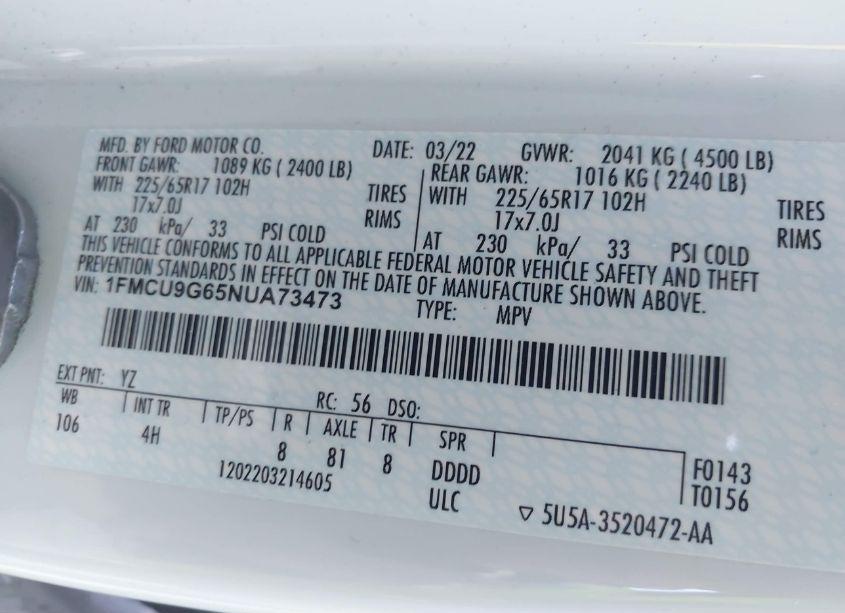 MFD. BY FORD MOTOR CO. DATE: 03/22 GVWR: 2041 KG ( 4500 LB)
FRONT GAWR: 1089 KG ( 2400 LB) REAR GAWR: 1016 KG ( 2240 LB)
WITH 225/65R17 102H TIRES WITH 225/65R17 102H TIRES
17x7.0J RIMS 17x7.0J RIMS
AT 230 kPa/ 33 PSI COLD AT 230 kPa/ 33 PSI COLD
THIS VEHICLE CONFORMS TO ALL APPLICABLE FEDERAL MOTOR VEHICLE SAFETY AND THEFT
PREVENTION STANDARDS IN EFFECT ON THE DATE OF MANUFACTURE SHOWN ABOVE.
VIN: 1FMCU9G65NUA73473 TYPE: MPV
EXT PNT: YZ RC: 56 DSO:
WB INT TR TP/PS R AXLE TR SPR
106 4H 8 81 8 DDDD F0143
1202203214605 ULC T0156
▽ 5U5A-3520472-AA